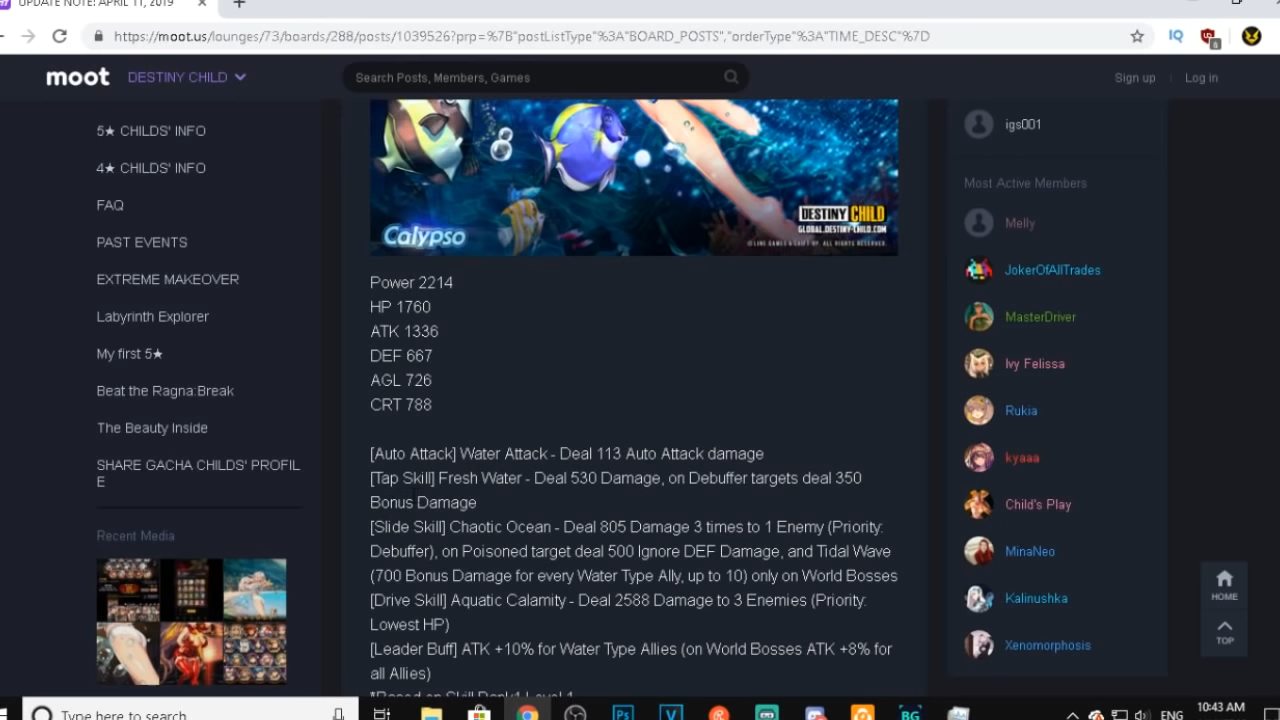 UPDATE NOTE: APRIL 11, 2019
https://moot.us/lounges/73/boards/288/posts/1039526?prp=%7B"postListType"%3A"BOARD_POSTS","orderType"%3A"TIME_DESC"%7D
IQ
moot DESTINY CHILD
Search Posts, Members, Games
Sign up
Log in
5★ CHILDS' INFO
4★ CHILDS' INFO
FAQ
PAST EVENTS
EXTREME MAKEOVER
Labyrinth Explorer
My first 5★
Beat the Ragna:Break
The Beauty Inside
SHARE GACHA CHILDS' PROFIL
E
Recent Media
Calypso
DESTINY CHILD
GLOBAL.DESTINY-CHILD.COM
Power 2214
HP 1760
ATK 1336
DEF 667
AGL 726
CRT 788
[Auto Attack] Water Attack - Deal 113 Auto Attack damage
[Tap Skill] Fresh Water - Deal 530 Damage, on Debuffer targets deal 350
Bonus Damage
[Slide Skill] Chaotic Ocean - Deal 805 Damage 3 times to 1 Enemy (Priority:
Debuffer), on Poisoned target deal 500 Ignore DEF Damage, and Tidal Wave
(700 Bonus Damage for every Water Type Ally, up to 10) only on World Bosses
[Drive Skill] Aquatic Calamity - Deal 2588 Damage to 3 Enemies (Priority:
Lowest HP)
[Leader Buff] ATK +10% for Water Type Allies (on World Bosses ATK +8% for
all Allies)
*Based on Skill Rank1 Level 1
igs001
Most Active Members
Melly
JokerOfAllTrades
MasterDriver
Ivy Felissa
Rukia
kyaaa
Child's Play
MinaNeo
Kalinushka
Xenomorphosis
HOME
TOP
Type here to search
Ps
V
BG
ENG
10:43 AM